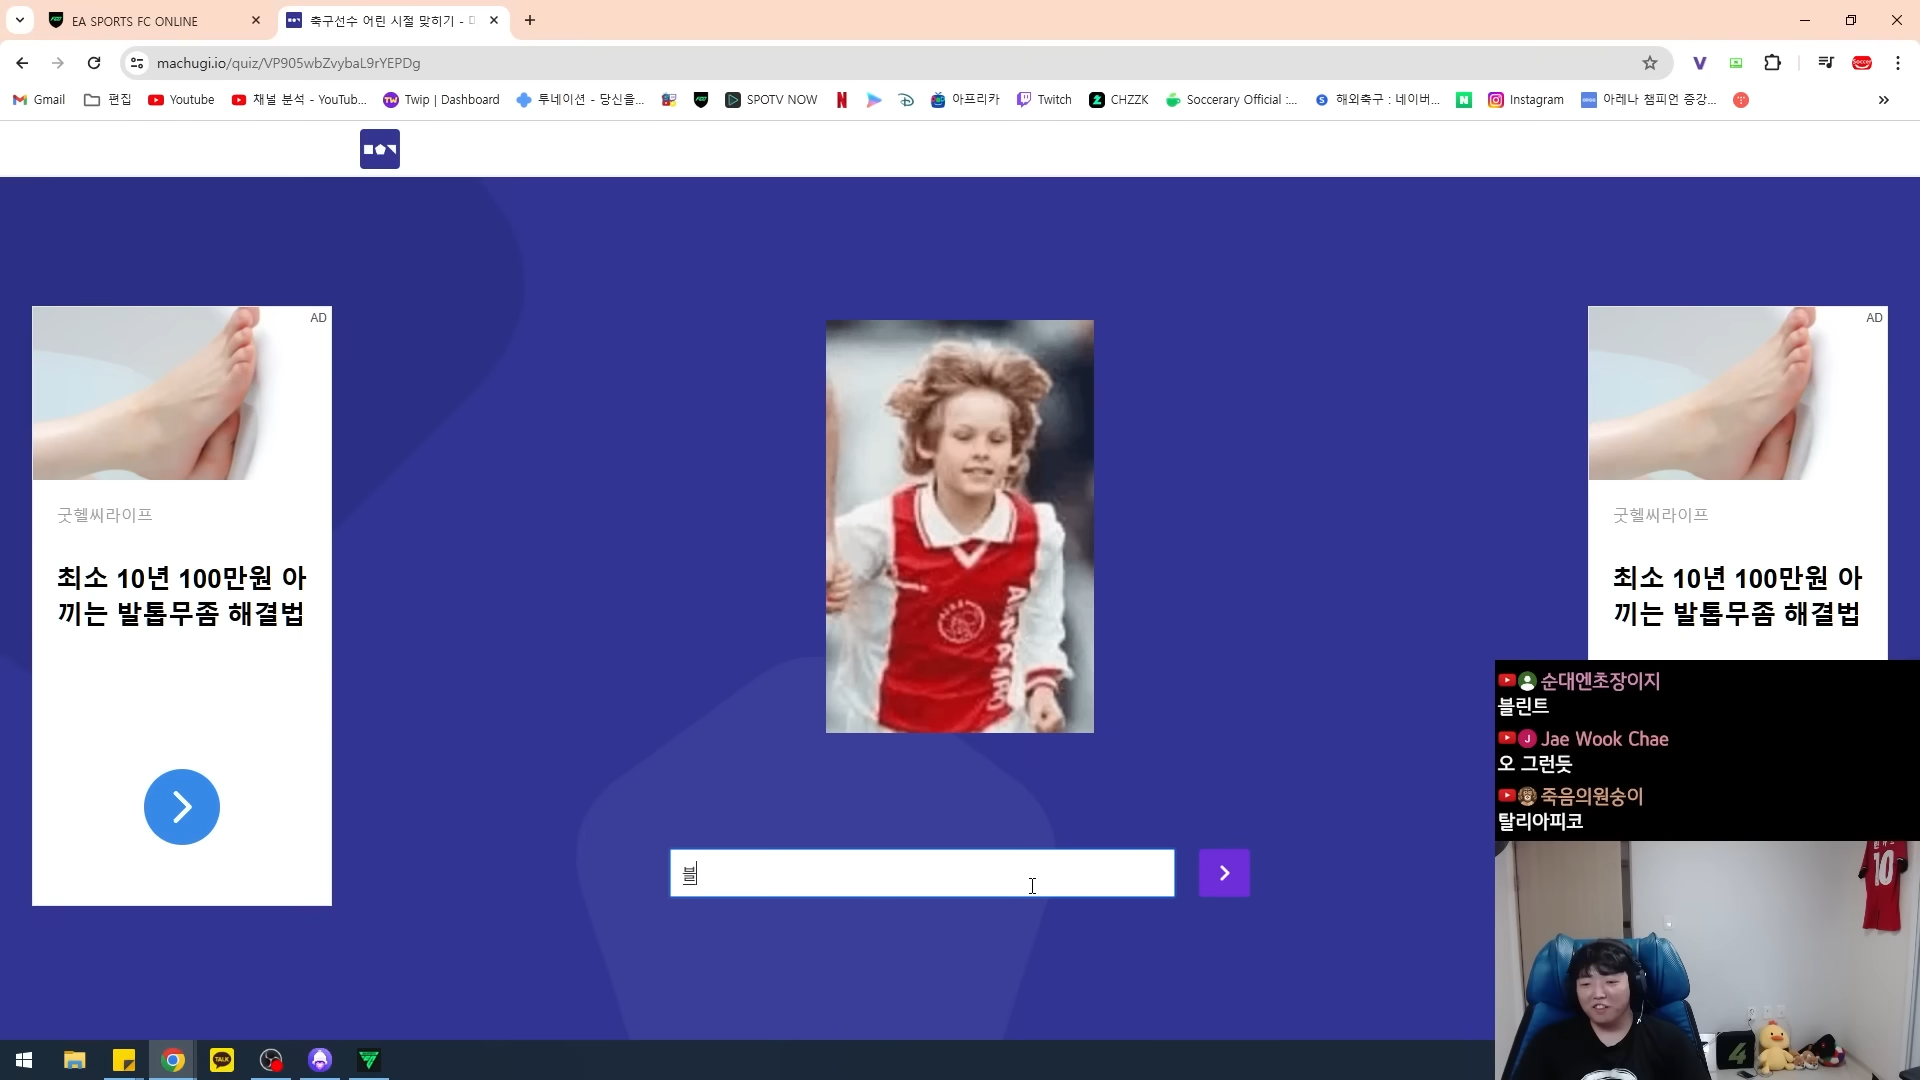 EA SPORTS FC ONLINE
축구선수 어린 시절 맞히기 -
machugi.io/quiz/VP905wbZvybaL9rYEPDg
Gmail
편집
Youtube
채널 분석 - YouTub...
Twip | Dashboard
투네이션 - 당신을...
SPOTV NOW
아프리카
Twitch
CHZZK
Soccerary Official :...
해외축구 : 네이버...
Instagram
아레나 챔피언 증강...
AD
굿헬씨라이프
최소 10년 100만원 아
끼는 발톱무좀 해결법
블
AD
굿헬씨라이프
최소 10년 100만원 아
끼는 발톱무좀 해결법
순대엔초장이지
블린트
J Jae Wook Chae
오 그런듯
죽음의원숭이
탈리아피코
10
4
TALK